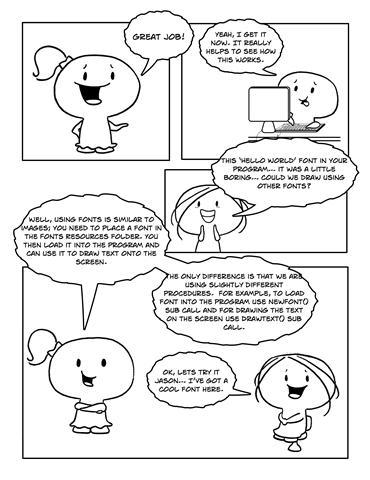 GREAT JOB!
YEAH, I GET IT
NOW. IT REALLY
HELPS TO SEE HOW
THIS WORKS.
THIS 'HELLO WORLD' FONT IN YOUR
PROGRAM... IT WAS A LITTLE
BORING... COULD WE DRAW USING
OTHER FONTS?
WELL, USING FONTS IS SIMILAR TO
IMAGES; YOU NEED TO PLACE A FONT IN
THE FONTS RESOURCES FOLDER. YOU
THEN LOAD IT INTO THE PROGRAM AND
CAN USE IT TO DRAW TEXT ONTO THE
SCREEN.
THE ONLY DIFFERENCE IS THAT WE ARE
USING SLIGHTLY DIFFERENT
PROCEDURES. FOR EXAMPLE, TO LOAD
FONT INTO THE PROGRAM USE NEWFONT()
SUB CALL AND FOR DRAWING THE TEXT
ON THE SCREEN USE DRAWTEXT() SUB
CALL.
OK, LETS TRY IT
JASON... I'VE GOT A
COOL FONT HERE.